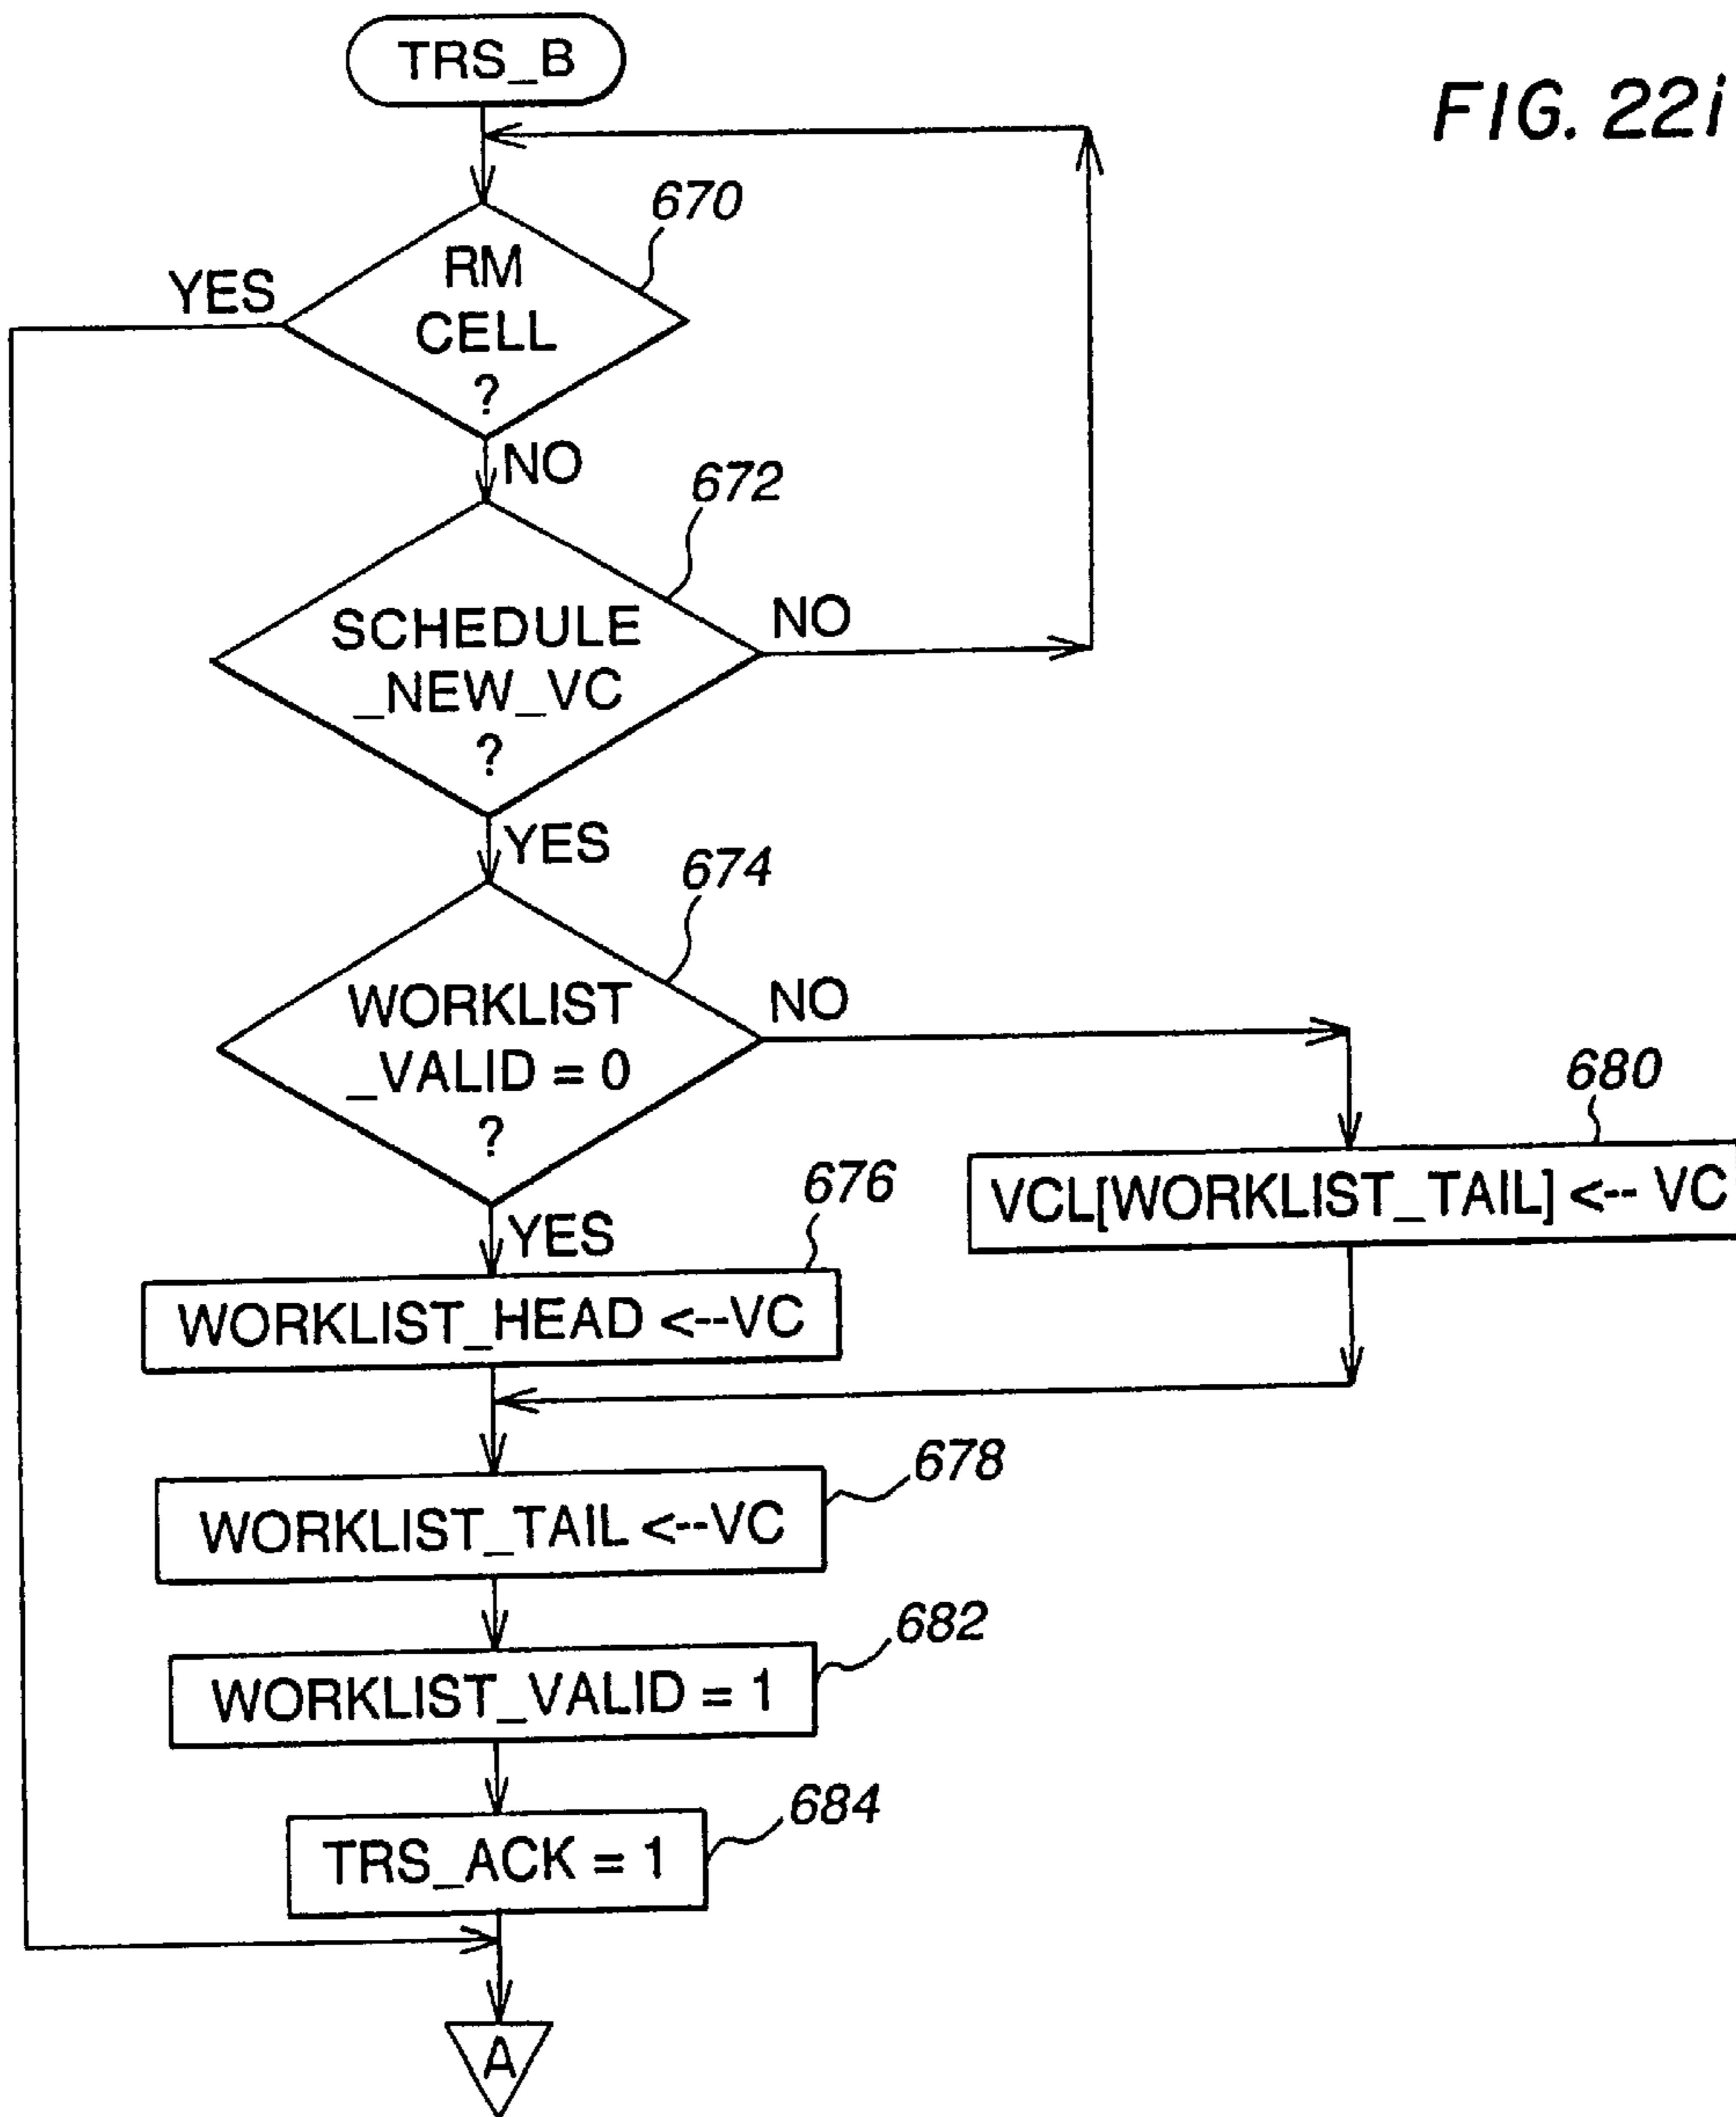 TRS_B
FIG. 22i
670
RM
CELL
?
YES
NO
672
SCHEDULE
_NEW_VC
?
NO
YES
674
WORKLIST
_VALID = 0
?
NO
YES
680
VCL[WORKLIST_TAIL] <-- VC
676
WORKLIST_HEAD <--VC
678
WORKLIST_TAIL <--VC
682
WORKLIST_VALID = 1
684
TRS_ACK = 1
A